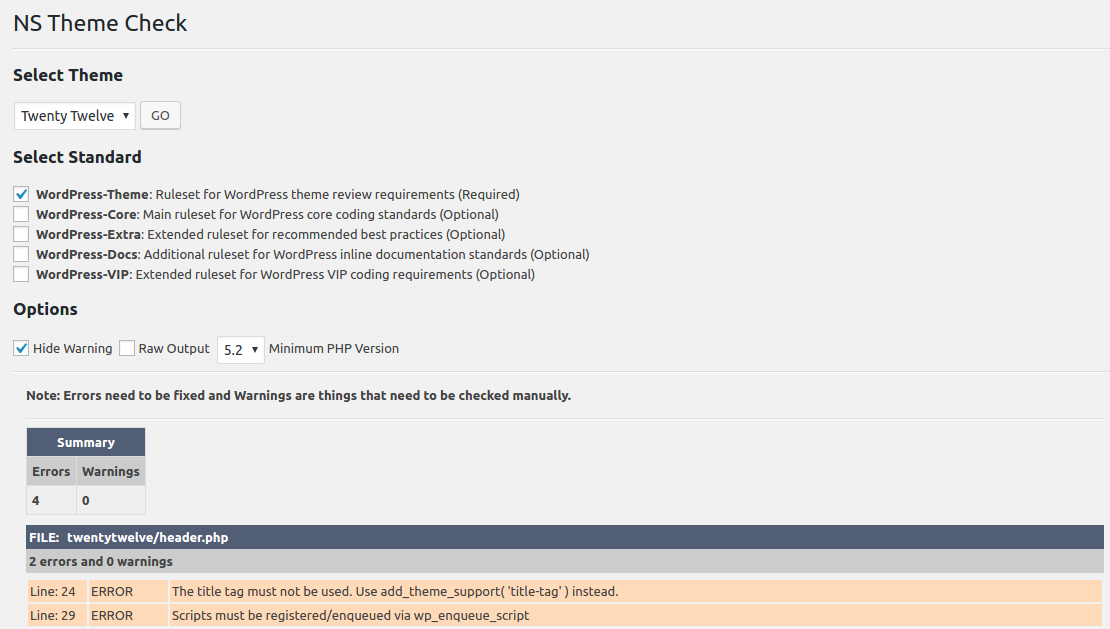 NS Theme Check
Select Theme
Twenty Twelve GO
Select Standard
WordPress-Theme: Ruleset for WordPress theme review requirements (Required)
WordPress-Core: Main ruleset for WordPress core coding standards (Optional)
WordPress-Extra: Extended ruleset for recommended best practices (Optional)
WordPress-Docs: Additional ruleset for WordPress inline documentation standards (Optional)
WordPress-VIP: Extended ruleset for WordPress VIP coding requirements (Optional)
Options
Hide Warning Raw Output 5.2 Minimum PHP Version
Note: Errors need to be fixed and Warnings are things that need to be checked manually.
Summary
Errors Warnings
4 0
FILE: twentytwelve/header.php
2 errors and 0 warnings
Line: 24 ERROR The title tag must not be used. Use add_theme_support( 'title-tag' ) instead.
Line: 29 ERROR Scripts must be registered/enqueued via wp_enqueue_script